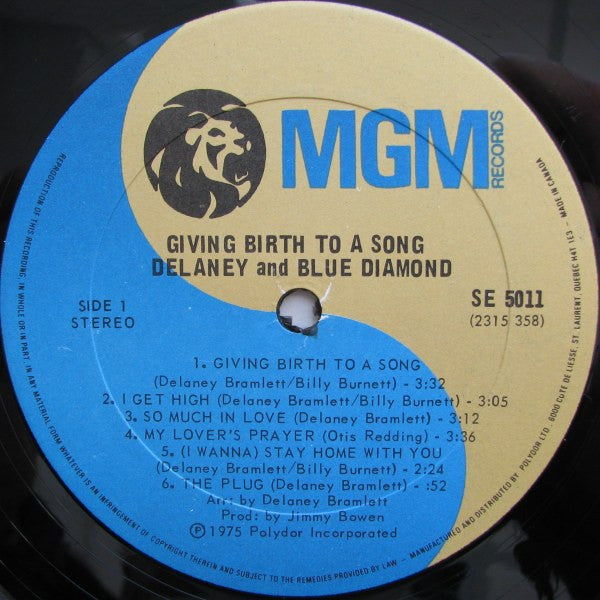 MGM
RECORDS
GIVING BIRTH TO A SONG
DELANEY and BLUE DIAMOND
SIDE 1
STEREO
SE 5011
(2315 358)
1. GIVING BIRTH TO A SONG
(Delaney Bramlett/Billy Burnett) - 3:32
2. I GET HIGH (Delaney Bramlett/Billy Burnett) - 3:05
3. SO MUCH IN LOVE (Delaney Bramlett) - 3:12
4. MY LOVER'S PRAYER (Otis Redding) - 3:36
5. (I WANNA) STAY HOME WITH YOU
(Delaney Bramlett/Billy Burnett) - 2:24
6. THE PLUG (Delaney Bramlett) - :52
Arr: by Delaney Bramlett
Prod: by Jimmy Bowen
℗ 1975 Polydor Incorporated
REPRODUCTION OF THIS RECORDING, IN WHOLE OR IN PART, IN ANY MATERIAL FORM WHATEVER IS AN INFRINGEMENT OF COPYRIGHT THEREIN AND SUBJECT TO THE REMEDIES PROVIDED BY LAW - MANUFACTURED AND DISTRIBUTED BY POLYDOR LTD. 6000 CôTE DE LIESSE, ST. LAURENT, QUEBEC H4T 1E3 - MADE IN CANADA